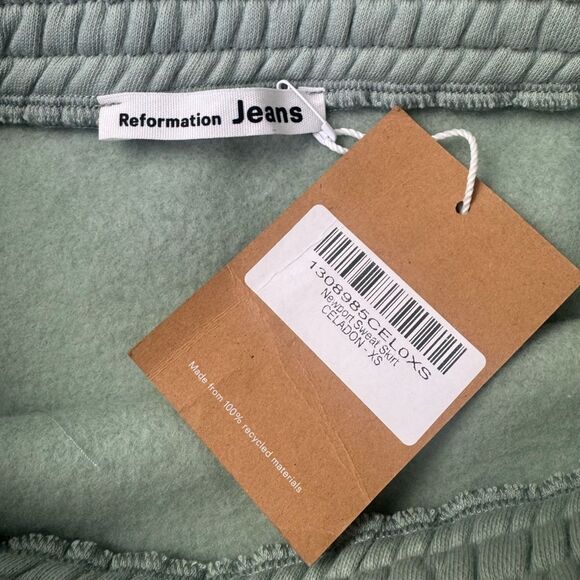 Reformation Jeans
1308985CEL0XS
Newport Sweat Skirt
CELADON - XS
Made from 100%
recycled materials